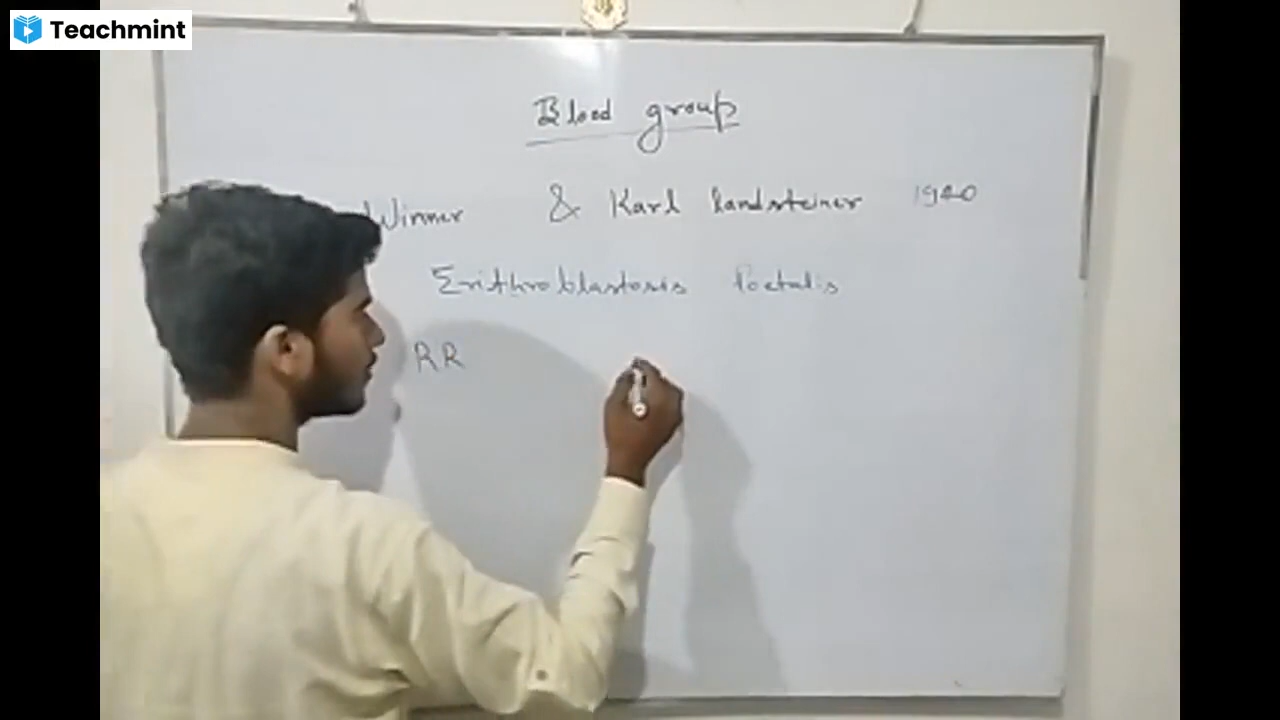 Teachmint
Blood group
Winner & Karl landsteiner 1940
Erithroblastosis Foetalis
RR